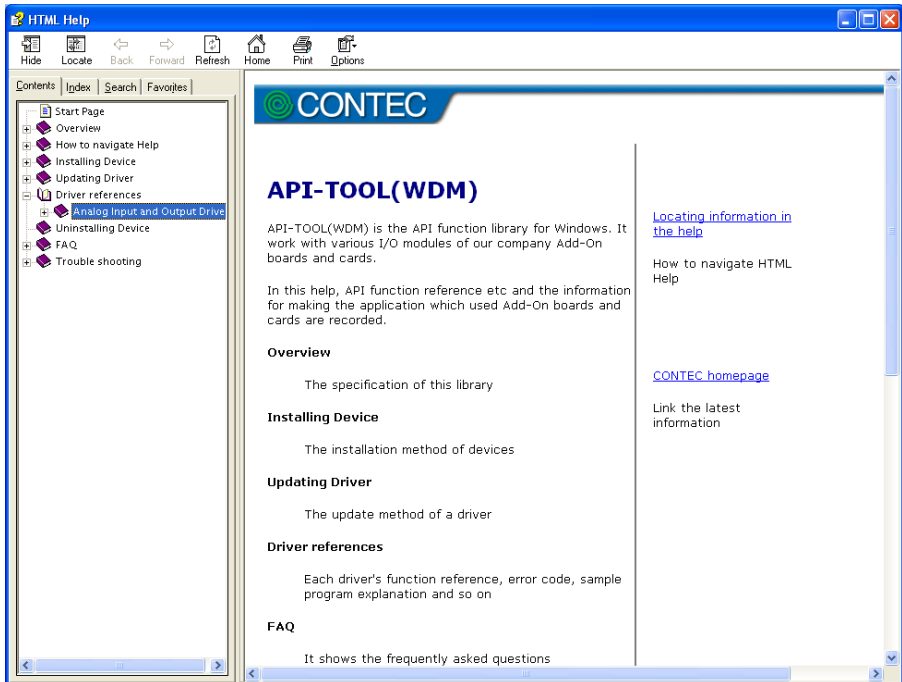 HTML Help
Hide Locate Back Forward Refresh Home Print Options
Contents Index Search Favorites
Start Page
Overview
How to navigate Help
Installing Device
Updating Driver
Driver references
Analog Input and Output Drive
Uninstalling Device
FAQ
Trouble shooting
CONTEC
API-TOOL(WDM)
API-TOOL(WDM) is the API function library for Windows. It
work with various I/O modules of our company Add-On
boards and cards.
In this help, API function reference etc and the information
for making the application which used Add-On boards and
cards are recorded.
Overview
The specification of this library
Installing Device
The installation method of devices
Updating Driver
The update method of a driver
Driver references
Each driver's function reference, error code, sample
program explanation and so on
FAQ
It shows the frequently asked questions
Locating information in
the help
How to navigate HTML
Help
CONTEC homepage
Link the latest
information